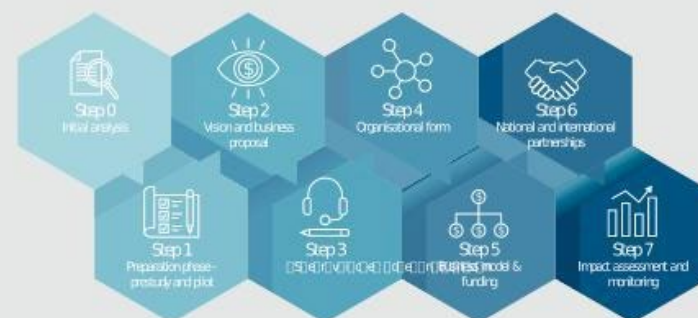 Step 0
Initial analysis
Step 2
Vision and business
proposal
Step 4
Organisational form
Step 6
National and international
partnerships
Step 1
Preparation phase –
prestudy and pilot
Step 3
Step 5
Business model &
funding
Step 7
Impact assessment and
monitoring